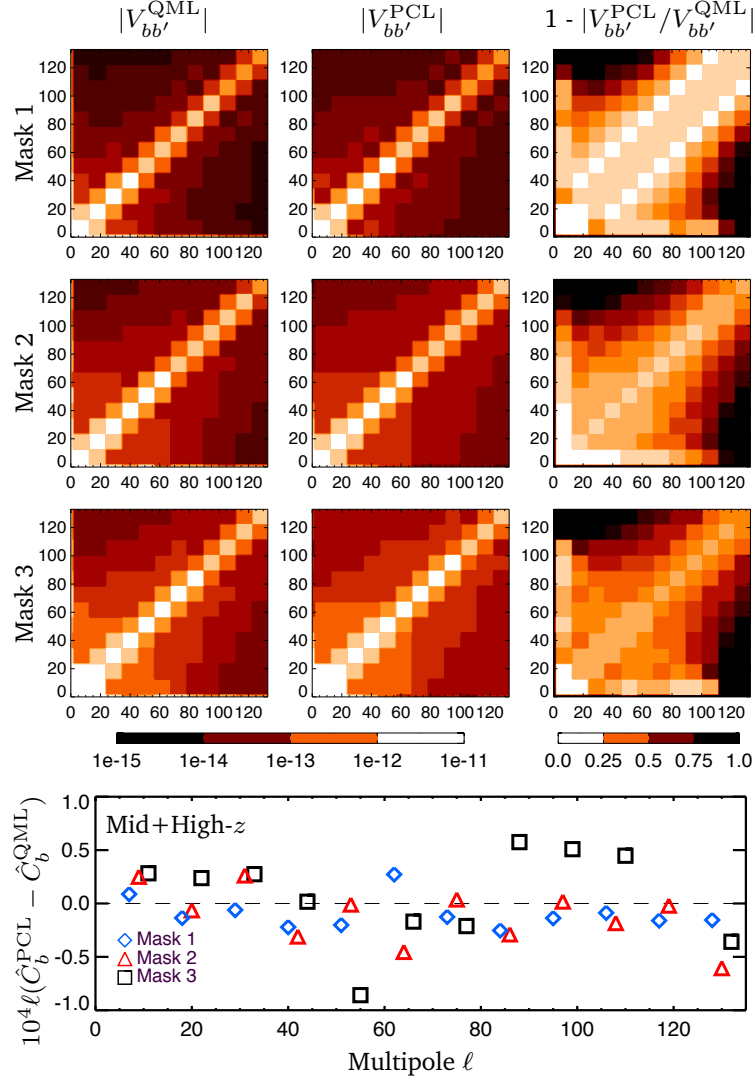 |V_{bb'}^{QML}| |V_{bb'}^{PCL}| 1 - |V_{bb'}^{PCL}/V_{bb'}^{QML}|
Mask 1
120
100
80
60
40
20
0
0 20 40 60 80 100 120 0 20 40 60 80 100 120 0 20 40 60 80 100 120
Mask 2
120
100
80
60
40
20
0
0 20 40 60 80 100 120 0 20 40 60 80 100 120 0 20 40 60 80 100 120
Mask 3
120
100
80
60
40
20
0
0 20 40 60 80 100 120 0 20 40 60 80 100 120 0 20 40 60 80 100 120
1e-15 1e-14 1e-13 1e-12 1e-11 0.0 0.25 0.5 0.75 1.0
10^4ℓ(Ĉ_b^{PCL} − Ĉ_b^{QML})
1.0
0.5
0.0
-0.5
-1.0
Mid+High-z
Mask 1
Mask 2
Mask 3
0 20 40 60 80 100 120
Multipole ℓ